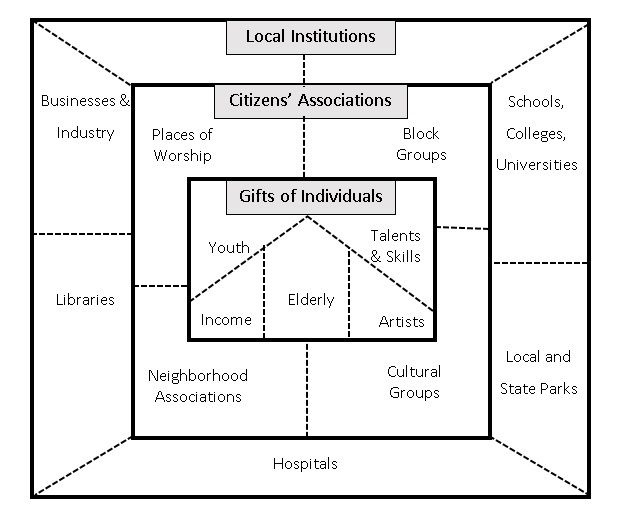 Local Institutions
Businesses &
Industry
Citizens’ Associations
Schools,
Colleges,
Universities
Places of
Worship
Block
Groups
Gifts of Individuals
Youth
Talents
& Skills
Libraries
Income
Elderly
Artists
Neighborhood
Associations
Cultural
Groups
Local and
State Parks
Hospitals